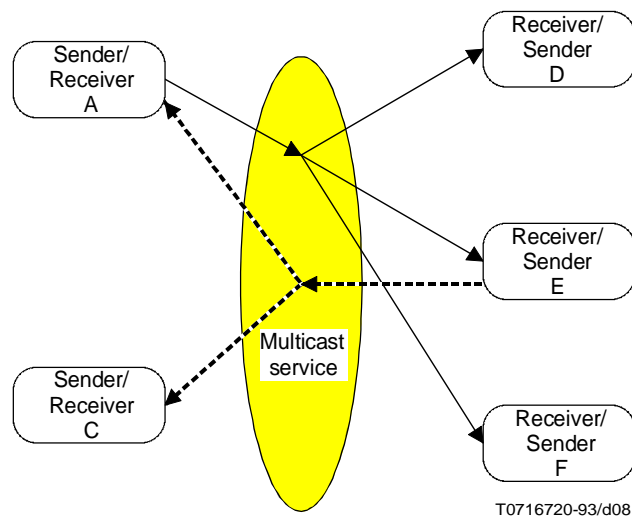 Sender/
Receiver
A
Receiver/
Sender
D
Receiver/
Sender
E
Multicast
service
Sender/
Receiver
C
Receiver/
Sender
F
T0716720-93/d08